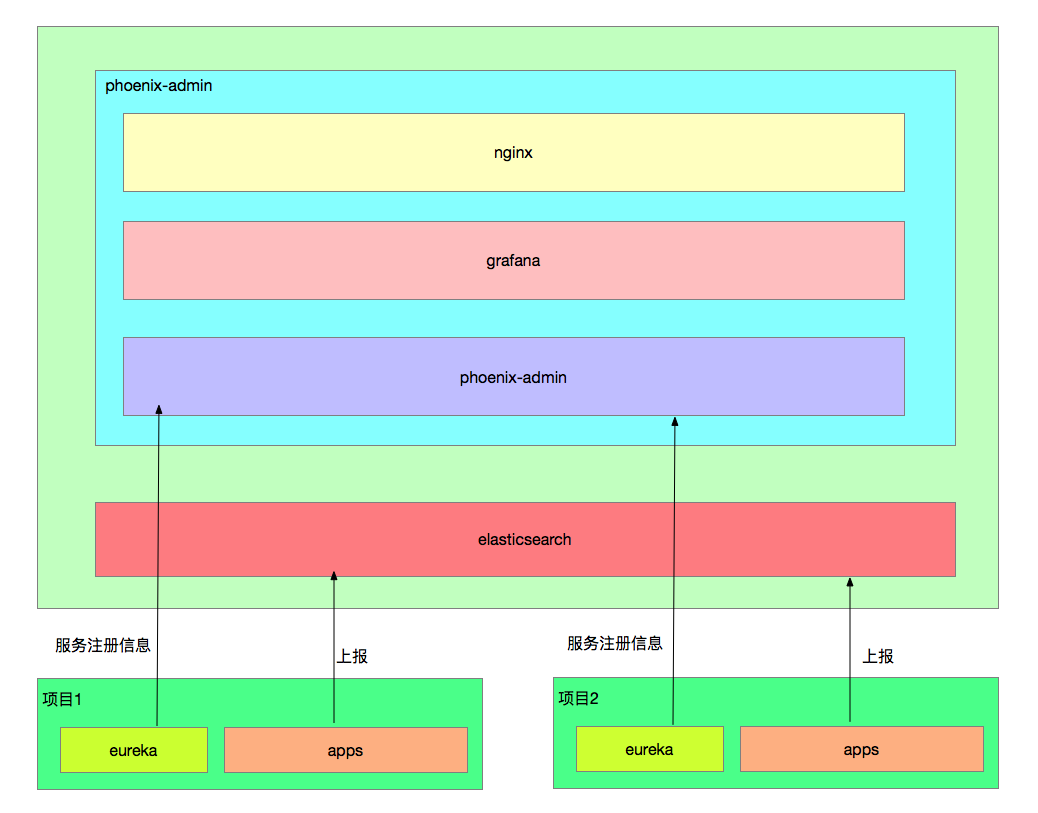 phoenix-admin
nginx
grafana
phoenix-admin
elasticsearch
服务注册信息
上报
服务注册信息
上报
项目1
eureka
apps
项目2
eureka
apps